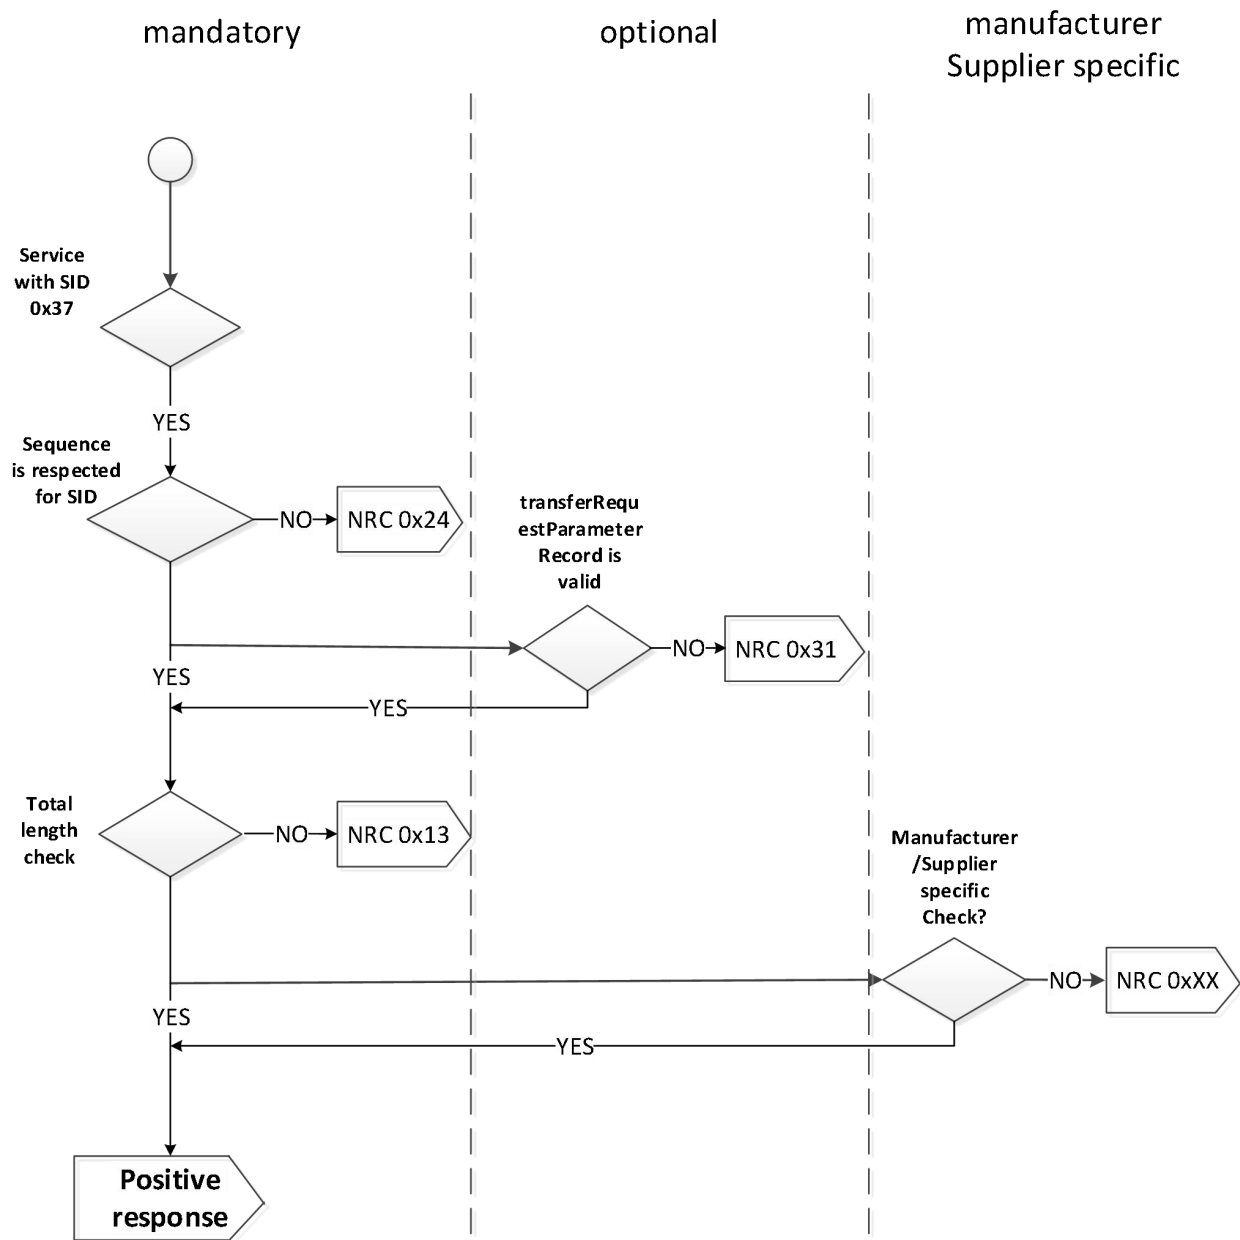 mandatory
optional
manufacturer
Supplier specific
Service
with SID
0x37
YES
Sequence
is respected
for SID
NO
NRC 0x24
transferRequ
estParameter
Record is
valid
NO
NRC 0x31
YES
YES
Total
length
check
NO
NRC 0x13
Manufacturer
/Supplier
specific
Check?
NO
NRC 0xXX
YES
YES
Positive
response